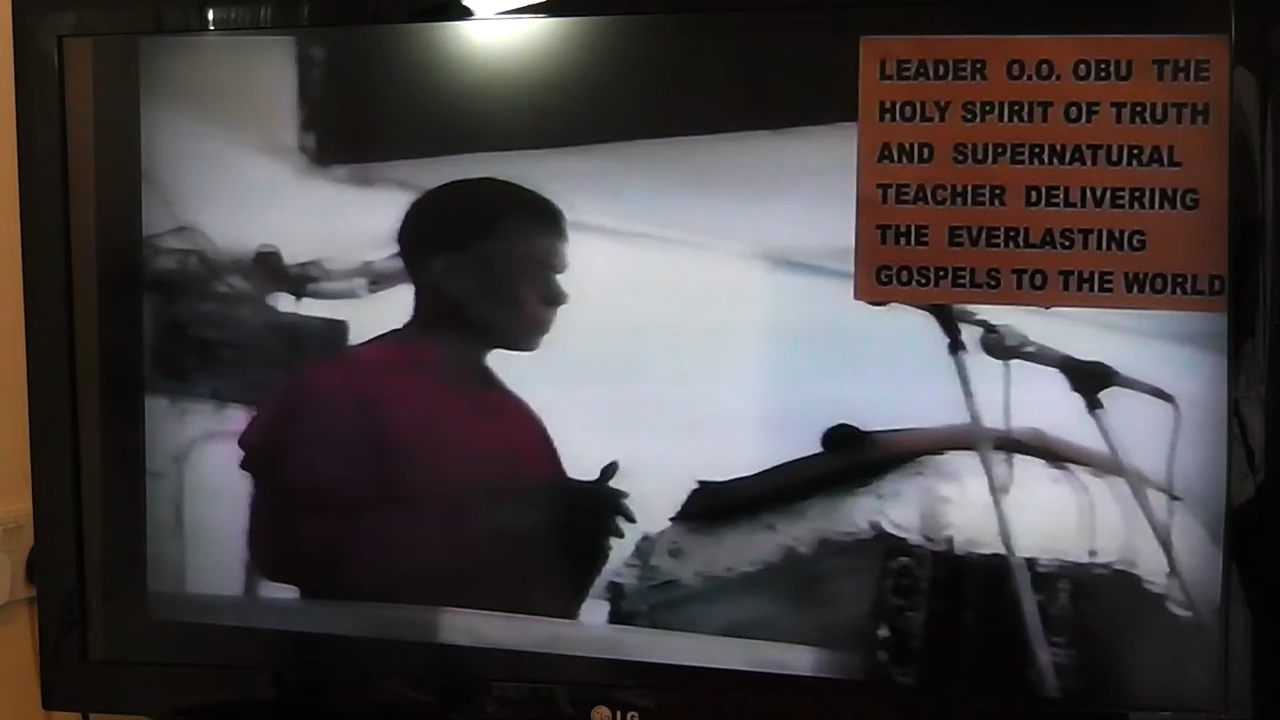 LEADER O.O. OBU THE
HOLY SPIRIT OF TRUTH
AND SUPERNATURAL
TEACHER DELIVERING
THE EVERLASTING
GOSPELS TO THE WORLD
LG